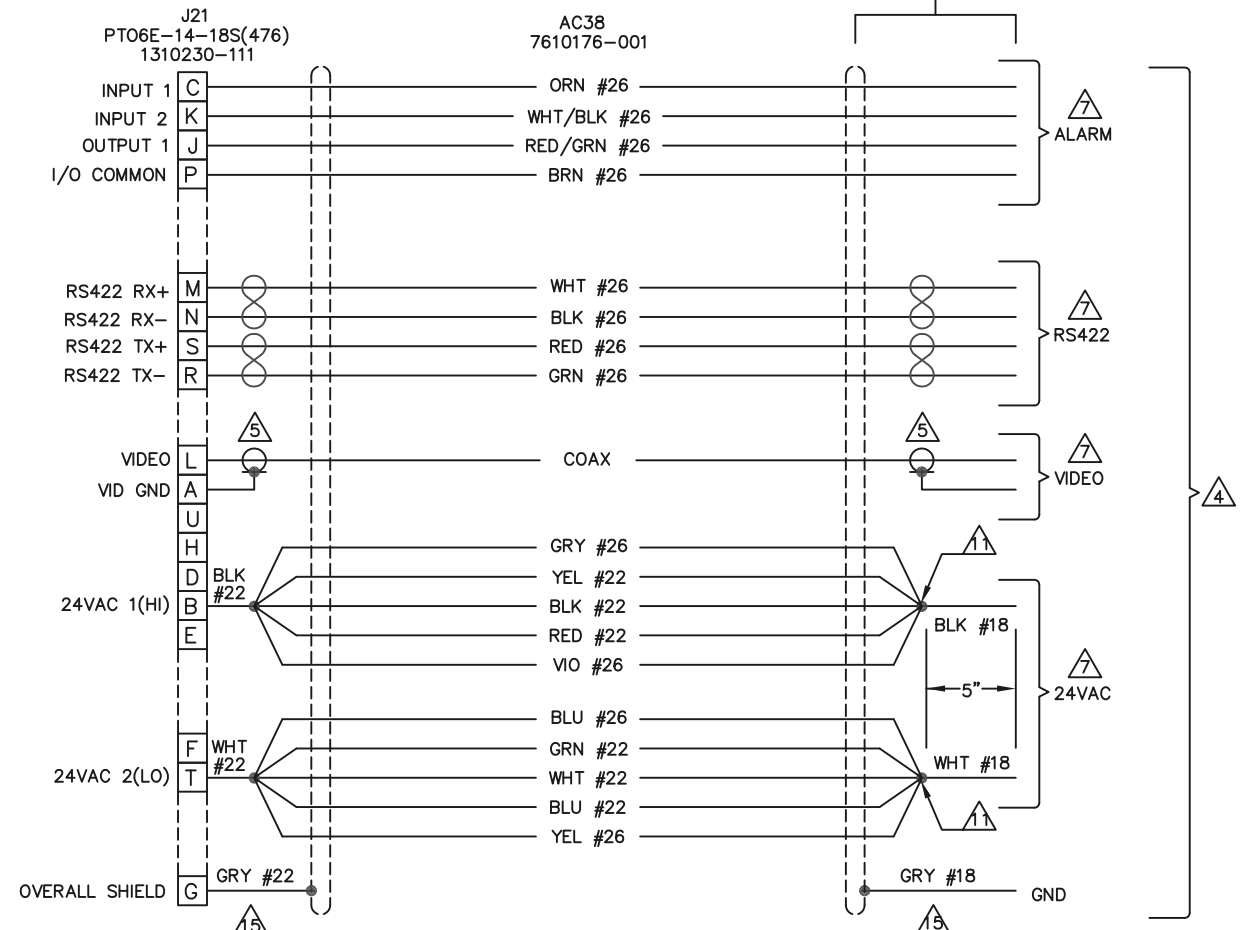 J21
PT06E-14-18S(476)
1310230-111
AC38
7610176-001
INPUT 1 C ORN #26
INPUT 2 K WHT/BLK #26
OUTPUT 1 J RED/GRN #26
I/O COMMON P BRN #26
7
ALARM
RS422 RX+ M WHT #26
RS422 RX- N BLK #26
RS422 TX+ S RED #26
RS422 TX- R GRN #26
7
RS422
5 5
VIDEO L COAX
VID GND A
7
VIDEO
4
U
H GRY #26
11
D BLK #22 YEL #22
24VAC 1(HI) B BLK #22
BLK #18
E RED #22
VIO #26
7
24VAC
5"
BLU #26
F WHT #22 GRN #22
24VAC 2(LO) T WHT #22
WHT #18
BLU #22
11
YEL #26
OVERALL SHIELD G GRY #22 GRY #18 GND
15 15